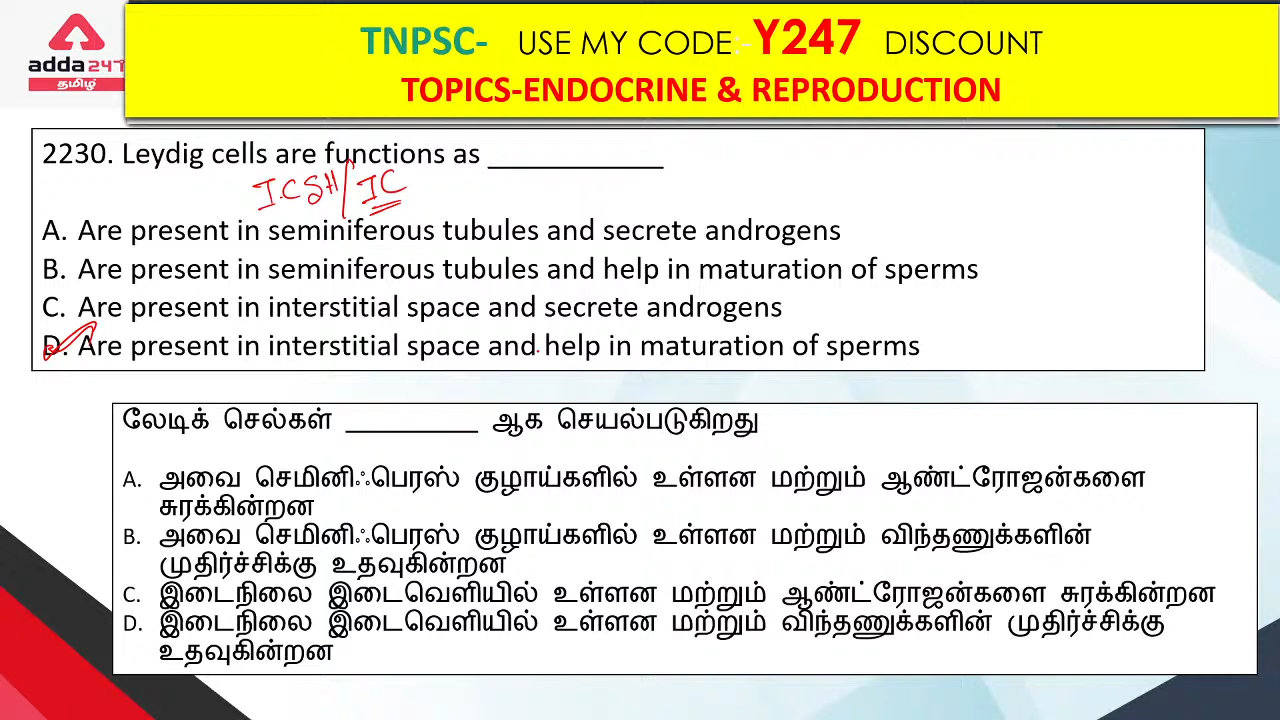 adda247
தமிழ்
TNPSC- USE MY CODE:-Y247 DISCOUNT
TOPICS-ENDOCRINE & REPRODUCTION
2230. Leydig cells are functions as ____________
I.CSH/IC
A. Are present in seminiferous tubules and secrete androgens
B. Are present in seminiferous tubules and help in maturation of sperms
C. Are present in interstitial space and secrete androgens
D. Are present in interstitial space and help in maturation of sperms
லேடிக் செல்கள் _________ ஆக செயல்படுகிறது
A. அவை செமினிஃபெரஸ் குழாய்களில் உள்ளன மற்றும் ஆண்ட்ரோஜன்களை
சுரக்கின்றன
B. அவை செமினிஃபெரஸ் குழாய்களில் உள்ளன மற்றும் விந்தணுக்களின்
முதிர்ச்சிக்கு உதவுகின்றன
C. இடைநிலை இடைவெளியில் உள்ளன மற்றும் ஆண்ட்ரோஜன்களை சுரக்கின்றன
D. இடைநிலை இடைவெளியில் உள்ளன மற்றும் விந்தணுக்களின் முதிர்ச்சிக்கு
உதவுகின்றன